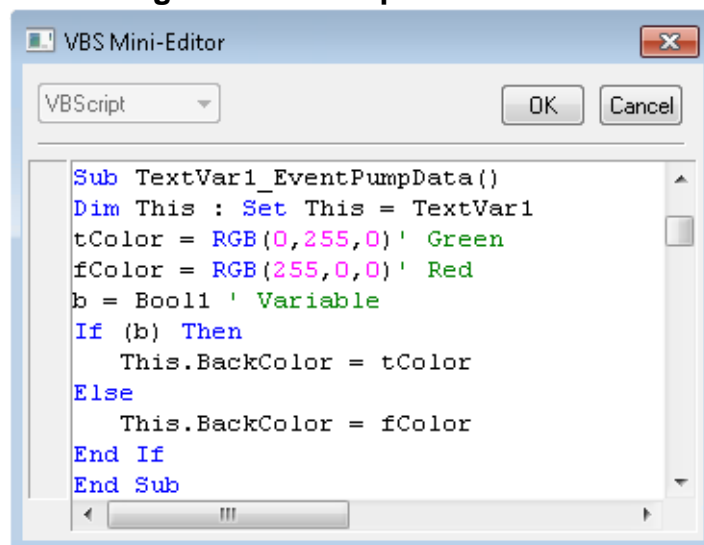 VBS Mini-Editor
VBScript
OK
Cancel
Sub TextVar1_EventPumpData()
Dim This : Set This = TextVar1
tColor = RGB(0,255,0)' Green
fColor = RGB(255,0,0)' Red
b = Bool1 ' Variable
If (b) Then
   This.BackColor = tColor
Else
   This.BackColor = fColor
End If
End Sub